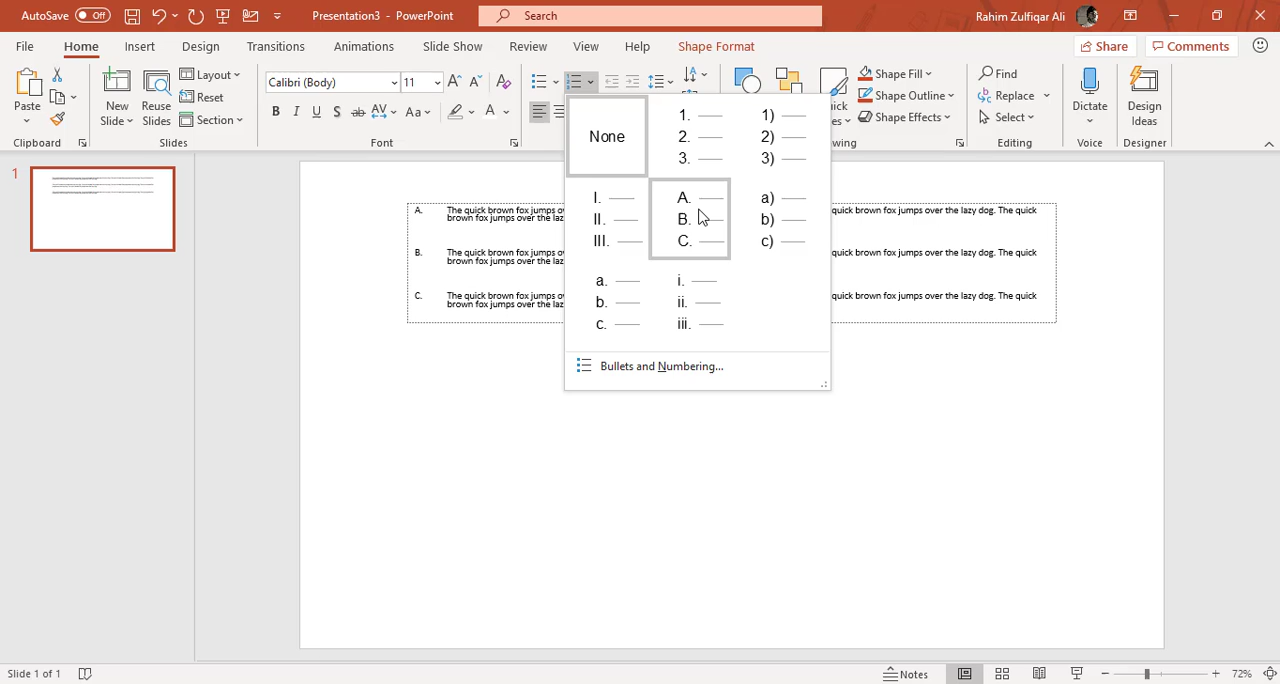 AutoSave Off Presentation3 - PowerPoint Search Rahim Zulfiqar Ali
File Home Insert Design Transitions Animations Slide Show Review View Help Shape Format Share Comments
Paste New Slide Reuse Slides Layout Reset Section
Calibri (Body) 11 A A A
B I U S ab AV Aa A
Shape Fill Shape Outline Shape Effects
Find Replace Select Dictate Design Ideas
Clipboard Slides Font Editing Voice Designer
None
1.
2.
3.
1)
2)
3)
I.
II.
III.
A.
B.
C.
a)
b)
c)
a.
b.
c.
i.
ii.
iii.
Bullets and Numbering...
1
A. The quick brown fox jumps quick brown fox jumps over the lazy dog. The quick
brown fox jumps over the
B. The quick brown fox jumps quick brown fox jumps over the lazy dog. The quick
brown fox jumps over the
C. The quick brown fox jumps quick brown fox jumps over the lazy dog. The quick
brown fox jumps over the
Slide 1 of 1 Notes 72%